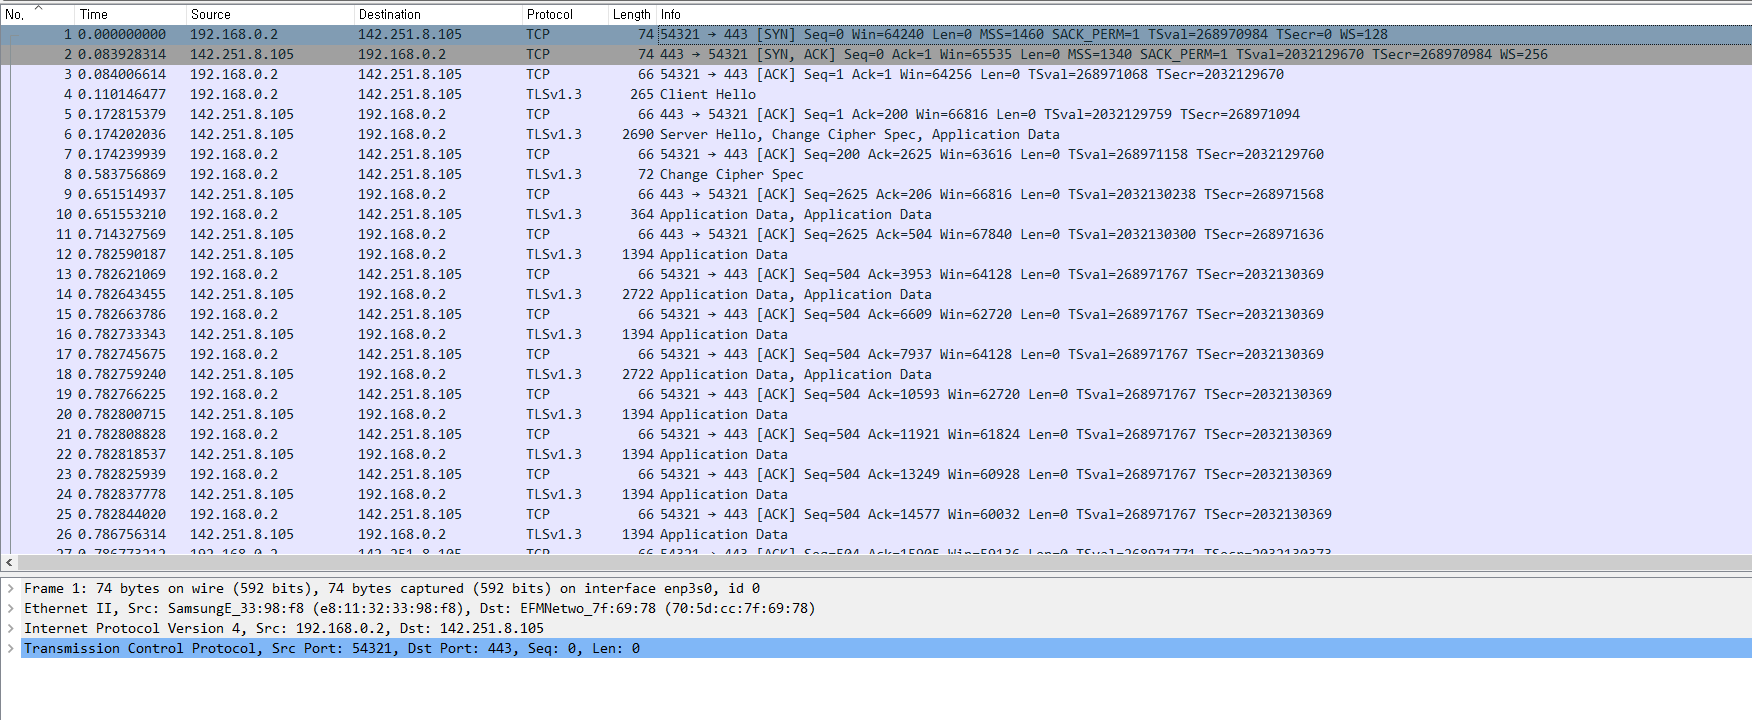 No. Time Source Destination Protocol Length Info
1 0.000000000 192.168.0.2 142.251.8.105 TCP 74 54321 → 443 [SYN] Seq=0 Win=64240 Len=0 MSS=1460 SACK_PERM=1 TSval=268970984 TSecr=0 WS=128
2 0.083928314 142.251.8.105 192.168.0.2 TCP 74 443 → 54321 [SYN, ACK] Seq=0 Ack=1 Win=65535 Len=0 MSS=1340 SACK_PERM=1 TSval=2032129670 TSecr=268970984 WS=256
3 0.084006614 192.168.0.2 142.251.8.105 TCP 66 54321 → 443 [ACK] Seq=1 Ack=1 Win=64256 Len=0 TSval=268971068 TSecr=2032129670
4 0.110146477 192.168.0.2 142.251.8.105 TLSv1.3 265 Client Hello
5 0.172815379 142.251.8.105 192.168.0.2 TCP 66 443 → 54321 [ACK] Seq=1 Ack=200 Win=66816 Len=0 TSval=2032129759 TSecr=268971094
6 0.174202036 142.251.8.105 192.168.0.2 TLSv1.3 2690 Server Hello, Change Cipher Spec, Application Data
7 0.174239939 192.168.0.2 142.251.8.105 TCP 66 54321 → 443 [ACK] Seq=200 Ack=2625 Win=63616 Len=0 TSval=268971158 TSecr=2032129760
8 0.583756869 192.168.0.2 142.251.8.105 TLSv1.3 72 Change Cipher Spec
9 0.651514937 142.251.8.105 192.168.0.2 TCP 66 443 → 54321 [ACK] Seq=2625 Ack=206 Win=66816 Len=0 TSval=2032130238 TSecr=268971568
10 0.651553210 192.168.0.2 142.251.8.105 TLSv1.3 364 Application Data, Application Data
11 0.714327569 142.251.8.105 192.168.0.2 TCP 66 443 → 54321 [ACK] Seq=2625 Ack=504 Win=67840 Len=0 TSval=2032130300 TSecr=268971636
12 0.782590187 142.251.8.105 192.168.0.2 TLSv1.3 1394 Application Data
13 0.782621069 192.168.0.2 142.251.8.105 TCP 66 54321 → 443 [ACK] Seq=504 Ack=3953 Win=64128 Len=0 TSval=268971767 TSecr=2032130369
14 0.782643455 142.251.8.105 192.168.0.2 TLSv1.3 2722 Application Data, Application Data
15 0.782663786 192.168.0.2 142.251.8.105 TCP 66 54321 → 443 [ACK] Seq=504 Ack=6609 Win=62720 Len=0 TSval=268971767 TSecr=2032130369
16 0.782733343 142.251.8.105 192.168.0.2 TLSv1.3 1394 Application Data
17 0.782745675 192.168.0.2 142.251.8.105 TCP 66 54321 → 443 [ACK] Seq=504 Ack=7937 Win=64128 Len=0 TSval=268971767 TSecr=2032130369
18 0.782759240 142.251.8.105 192.168.0.2 TLSv1.3 2722 Application Data, Application Data
19 0.782766225 192.168.0.2 142.251.8.105 TCP 66 54321 → 443 [ACK] Seq=504 Ack=10593 Win=62720 Len=0 TSval=268971767 TSecr=2032130369
20 0.782800715 142.251.8.105 192.168.0.2 TLSv1.3 1394 Application Data
21 0.782808828 192.168.0.2 142.251.8.105 TCP 66 54321 → 443 [ACK] Seq=504 Ack=11921 Win=61824 Len=0 TSval=268971767 TSecr=2032130369
22 0.782818537 142.251.8.105 192.168.0.2 TLSv1.3 1394 Application Data
23 0.782825939 192.168.0.2 142.251.8.105 TCP 66 54321 → 443 [ACK] Seq=504 Ack=13249 Win=60928 Len=0 TSval=268971767 TSecr=2032130369
24 0.782837778 142.251.8.105 192.168.0.2 TLSv1.3 1394 Application Data
25 0.782844020 192.168.0.2 142.251.8.105 TCP 66 54321 → 443 [ACK] Seq=504 Ack=14577 Win=60032 Len=0 TSval=268971767 TSecr=2032130369
26 0.786756314 142.251.8.105 192.168.0.2 TLSv1.3 1394 Application Data
27 0.786773212 192.168.0.2 142.251.8.105 TCP 66 54321 → 443 [ACK] Seq=504 Ack=15905 Win=59136 Len=0 TSval=268971771 TSecr=2032130373
Frame 1: 74 bytes on wire (592 bits), 74 bytes captured (592 bits) on interface enp3s0, id 0
Ethernet II, Src: SamsungE_33:98:f8 (e8:11:32:33:98:f8), Dst: EFMNetwo_7f:69:78 (70:5d:cc:7f:69:78)
Internet Protocol Version 4, Src: 192.168.0.2, Dst: 142.251.8.105
Transmission Control Protocol, Src Port: 54321, Dst Port: 443, Seq: 0, Len: 0